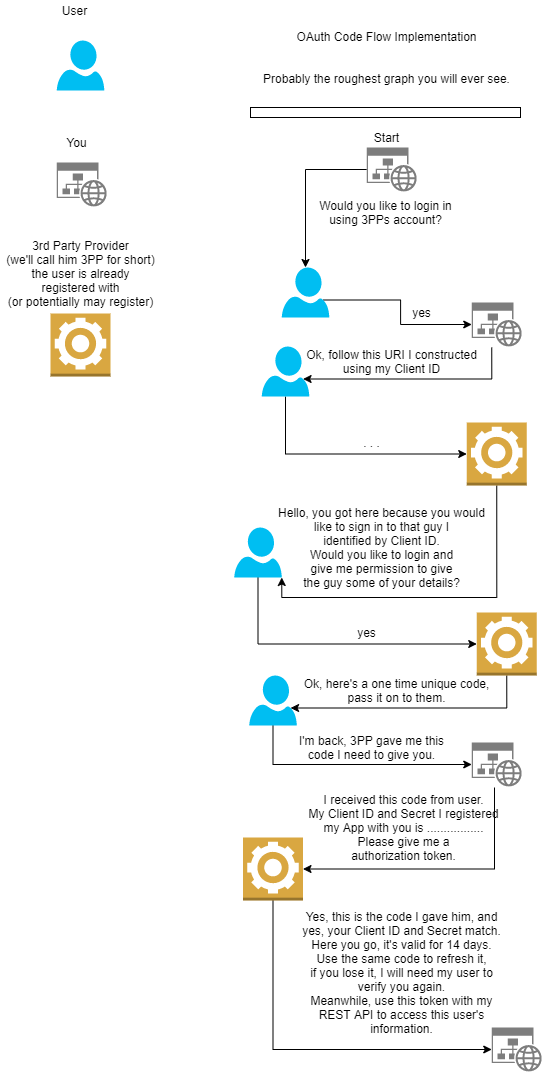 User
OAuth Code Flow Implementation
Probably the roughest graph you will ever see.
You
3rd Party Provider
(we'll call him 3PP for short)
the user is already
registered with
(or potentially may register)
Start
Would you like to login in
using 3PPs account?
yes
Ok, follow this URI I constructed
using my Client ID
. . .
Hello, you got here because you would
like to sign in to that guy I
identified by Client ID.
Would you like to login and
give me permission to give
the guy some of your details?
yes
Ok, here's a one time unique code,
pass it on to them.
I'm back, 3PP gave me this
code I need to give you.
I received this code from user.
My Client ID and Secret I registered
my App with you is .................
Please give me a
authorization token.
Yes, this is the code I gave him, and
yes, your Client ID and Secret match.
Here you go, it's valid for 14 days.
Use the same code to refresh it,
if you lose it, I will need my user to
verify you again.
Meanwhile, use this token with my
REST API to access this user's
information.